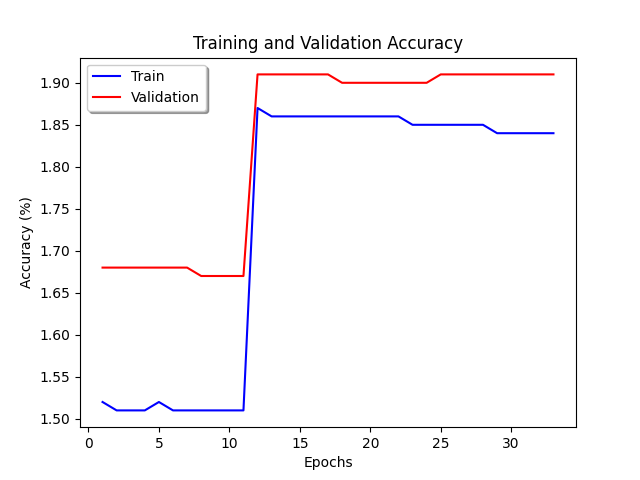 Training and Validation Accuracy
Train
Validation
Accuracy (%)
1.90
1.85
1.80
1.75
1.70
1.65
1.60
1.55
1.50
0 5 10 15 20 25 30
Epochs